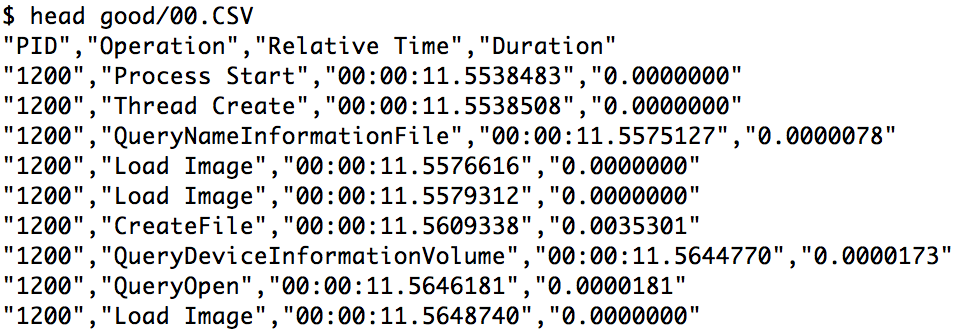 $ head good/00.CSV
"PID","Operation","Relative Time","Duration"
"1200","Process Start","00:00:11.5538483","0.0000000"
"1200","Thread Create","00:00:11.5538508","0.0000000"
"1200","QueryNameInformationFile","00:00:11.5575127","0.0000078"
"1200","Load Image","00:00:11.5576616","0.0000000"
"1200","Load Image","00:00:11.5579312","0.0000000"
"1200","CreateFile","00:00:11.5609338","0.0035301"
"1200","QueryDeviceInformationVolume","00:00:11.5644770","0.0000173"
"1200","QueryOpen","00:00:11.5646181","0.0000181"
"1200","Load Image","00:00:11.5648740","0.0000000"